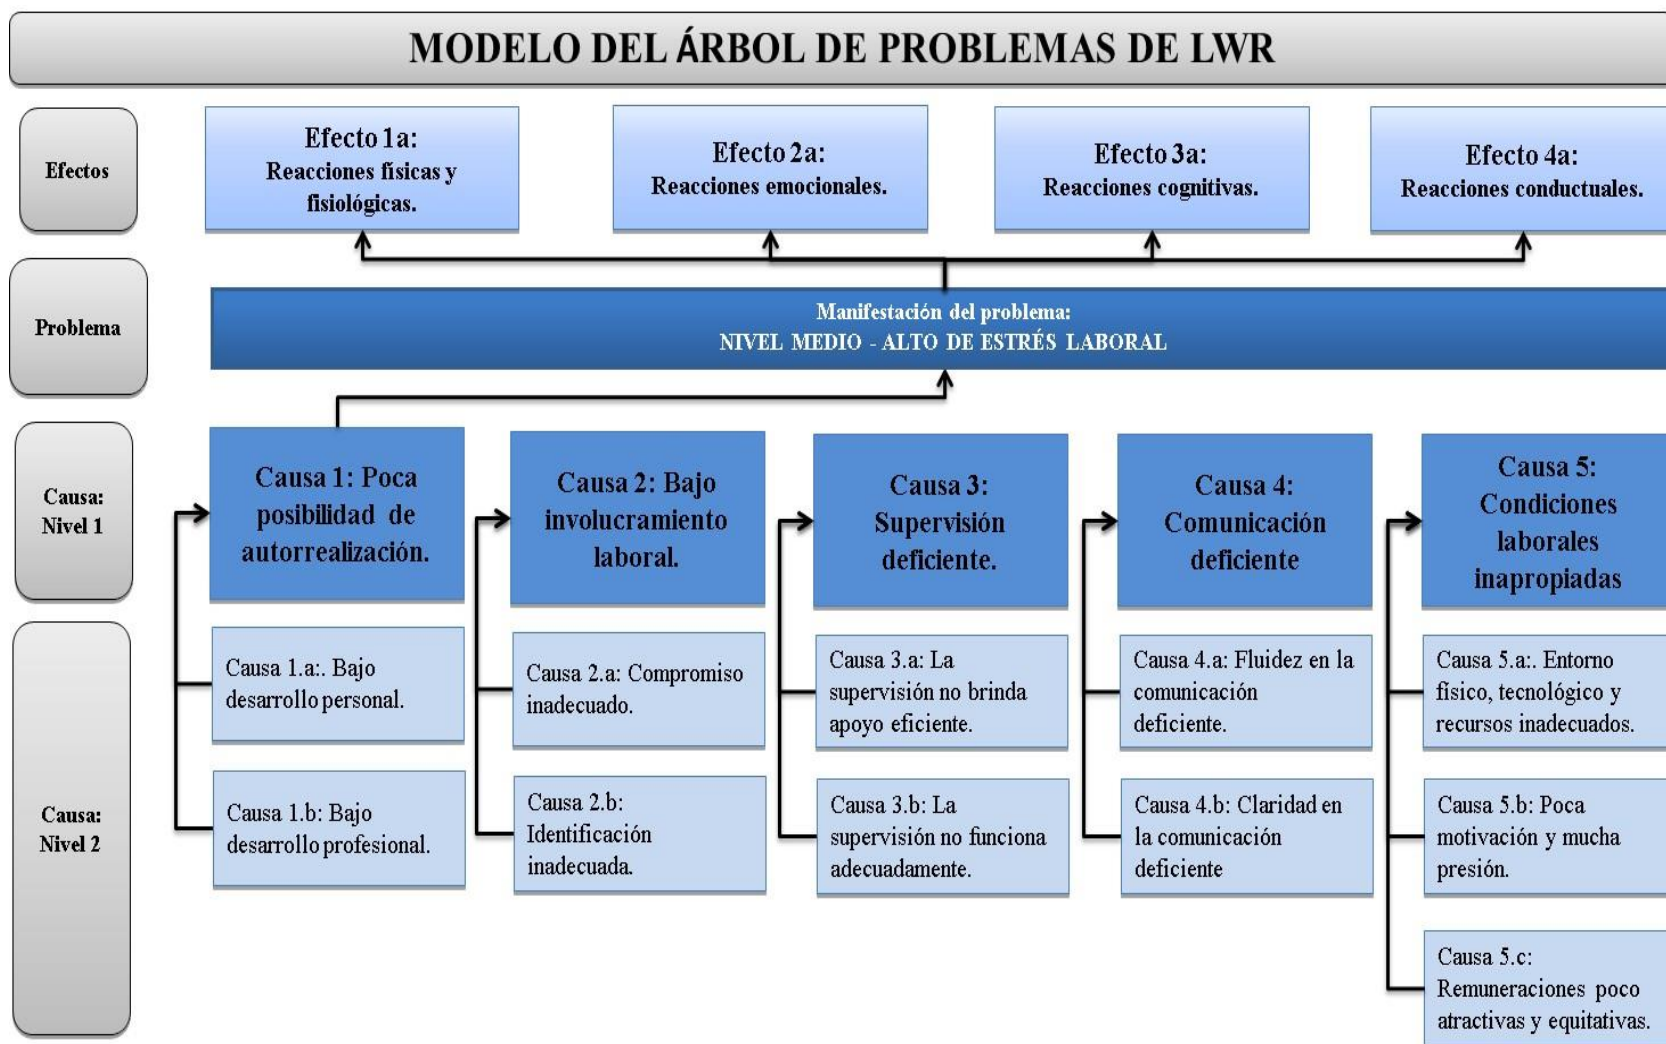 MODELO DEL ÁRBOL DE PROBLEMAS DE LWR
Efectos
Efecto 1a:
Reacciones físicas y
fisiológicas.
Efecto 2a:
Reacciones emocionales.
Efecto 3a:
Reacciones cognitivas.
Efecto 4a:
Reacciones conductuales.
Problema
Manifestación del problema:
NIVEL MEDIO - ALTO DE ESTRÉS LABORAL
Causa:
Nivel 1
Causa 1: Poca
posibilidad de
autorrealización.
Causa 2: Bajo
involucramiento
laboral.
Causa 3:
Supervisión
deficiente.
Causa 4:
Comunicación
deficiente
Causa 5:
Condiciones
laborales
inapropiadas
Causa:
Nivel 2
Causa 1.a:. Bajo
desarrollo personal.
Causa 2.a: Compromiso
inadecuado.
Causa 3.a: La
supervisión no brinda
apoyo eficiente.
Causa 4.a: Fluidez en la
comunicación
deficiente.
Causa 5.a:. Entorno
físico, tecnológico y
recursos inadecuados.
Causa 1.b: Bajo
desarrollo profesional.
Causa 2.b:
Identificación
inadecuada.
Causa 3.b: La
supervisión no funciona
adecuadamente.
Causa 4.b: Claridad en
la comunicación
deficiente
Causa 5.b: Poca
motivación y mucha
presión.
Causa 5.c:
Remuneraciones poco
atractivas y equitativas.